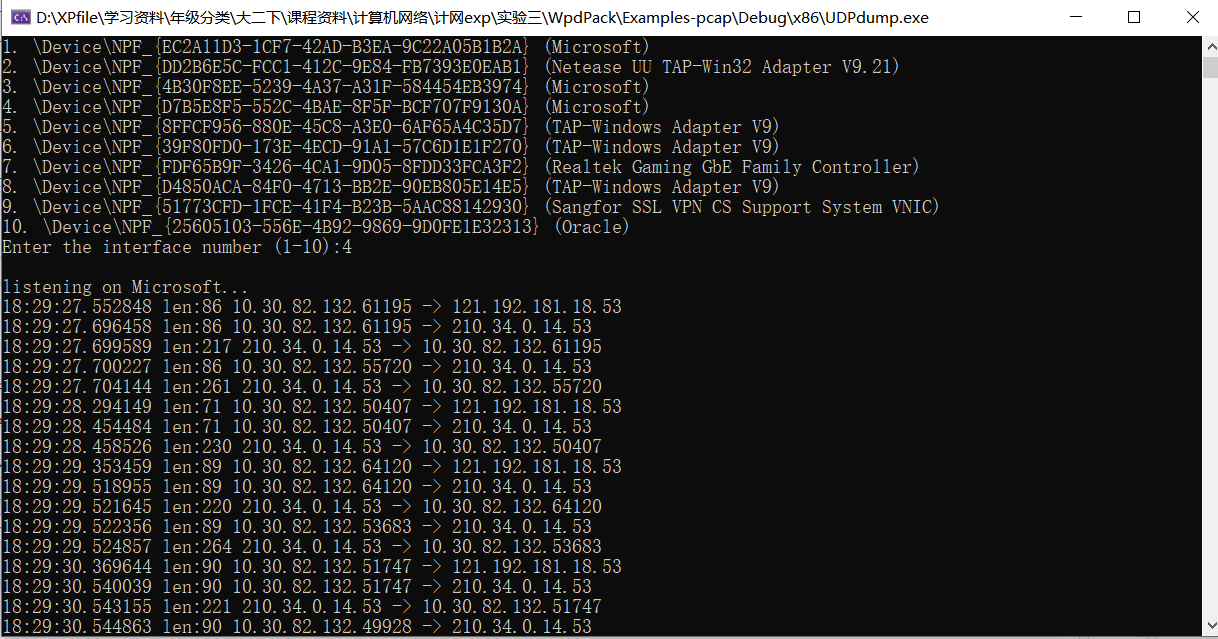 D:\XPfile\学习资料\年级分类\大二下\课程资料\计算机网络\计网exp\实验三\WpdPack\Examples-pcap\Debug\x86\UDPdump.exe
1. \Device\NPF_{EC2A11D3-1CF7-42AD-B3EA-9C22A05B1B2A} (Microsoft)
2. \Device\NPF_{DD2B6E5C-FCC1-412C-9E84-FB7393E0EAB1} (Netease UU TAP-Win32 Adapter V9.21)
3. \Device\NPF_{4B30F8EE-5239-4A37-A31F-584454EB3974} (Microsoft)
4. \Device\NPF_{D7B5E8F5-552C-4BAE-8F5F-BCF707F9130A} (Microsoft)
5. \Device\NPF_{8FFCF956-880E-45C8-A3E0-6AF65A4C35D7} (TAP-Windows Adapter V9)
6. \Device\NPF_{39F80FD0-173E-4ECD-91A1-57C6D1E1F270} (TAP-Windows Adapter V9)
7. \Device\NPF_{FDF65B9F-3426-4CA1-9D05-8FDD33FCA3F2} (Realtek Gaming GbE Family Controller)
8. \Device\NPF_{D4850ACA-84F0-4713-BB2E-90EB805E14E5} (TAP-Windows Adapter V9)
9. \Device\NPF_{51773CFD-1FCE-41F4-B23B-5AAC88142930} (Sangfor SSL VPN CS Support System VNIC)
10. \Device\NPF_{25605103-556E-4B92-9869-9D0FE1E32313} (Oracle)
Enter the interface number (1-10):4
listening on Microsoft...
18:29:27.552848 len:86 10.30.82.132.61195 -> 121.192.181.18.53
18:29:27.696458 len:86 10.30.82.132.61195 -> 210.34.0.14.53
18:29:27.699589 len:217 210.34.0.14.53 -> 10.30.82.132.61195
18:29:27.700227 len:86 10.30.82.132.55720 -> 210.34.0.14.53
18:29:27.704144 len:261 210.34.0.14.53 -> 10.30.82.132.55720
18:29:28.294149 len:71 10.30.82.132.50407 -> 121.192.181.18.53
18:29:28.454484 len:71 10.30.82.132.50407 -> 210.34.0.14.53
18:29:28.458526 len:230 210.34.0.14.53 -> 10.30.82.132.50407
18:29:29.353459 len:89 10.30.82.132.64120 -> 121.192.181.18.53
18:29:29.518955 len:89 10.30.82.132.64120 -> 210.34.0.14.53
18:29:29.521645 len:220 210.34.0.14.53 -> 10.30.82.132.64120
18:29:29.522356 len:89 10.30.82.132.53683 -> 210.34.0.14.53
18:29:29.524857 len:264 210.34.0.14.53 -> 10.30.82.132.53683
18:29:30.369644 len:90 10.30.82.132.51747 -> 121.192.181.18.53
18:29:30.540039 len:90 10.30.82.132.51747 -> 210.34.0.14.53
18:29:30.543155 len:221 210.34.0.14.53 -> 10.30.82.132.51747
18:29:30.544863 len:90 10.30.82.132.49928 -> 210.34.0.14.53